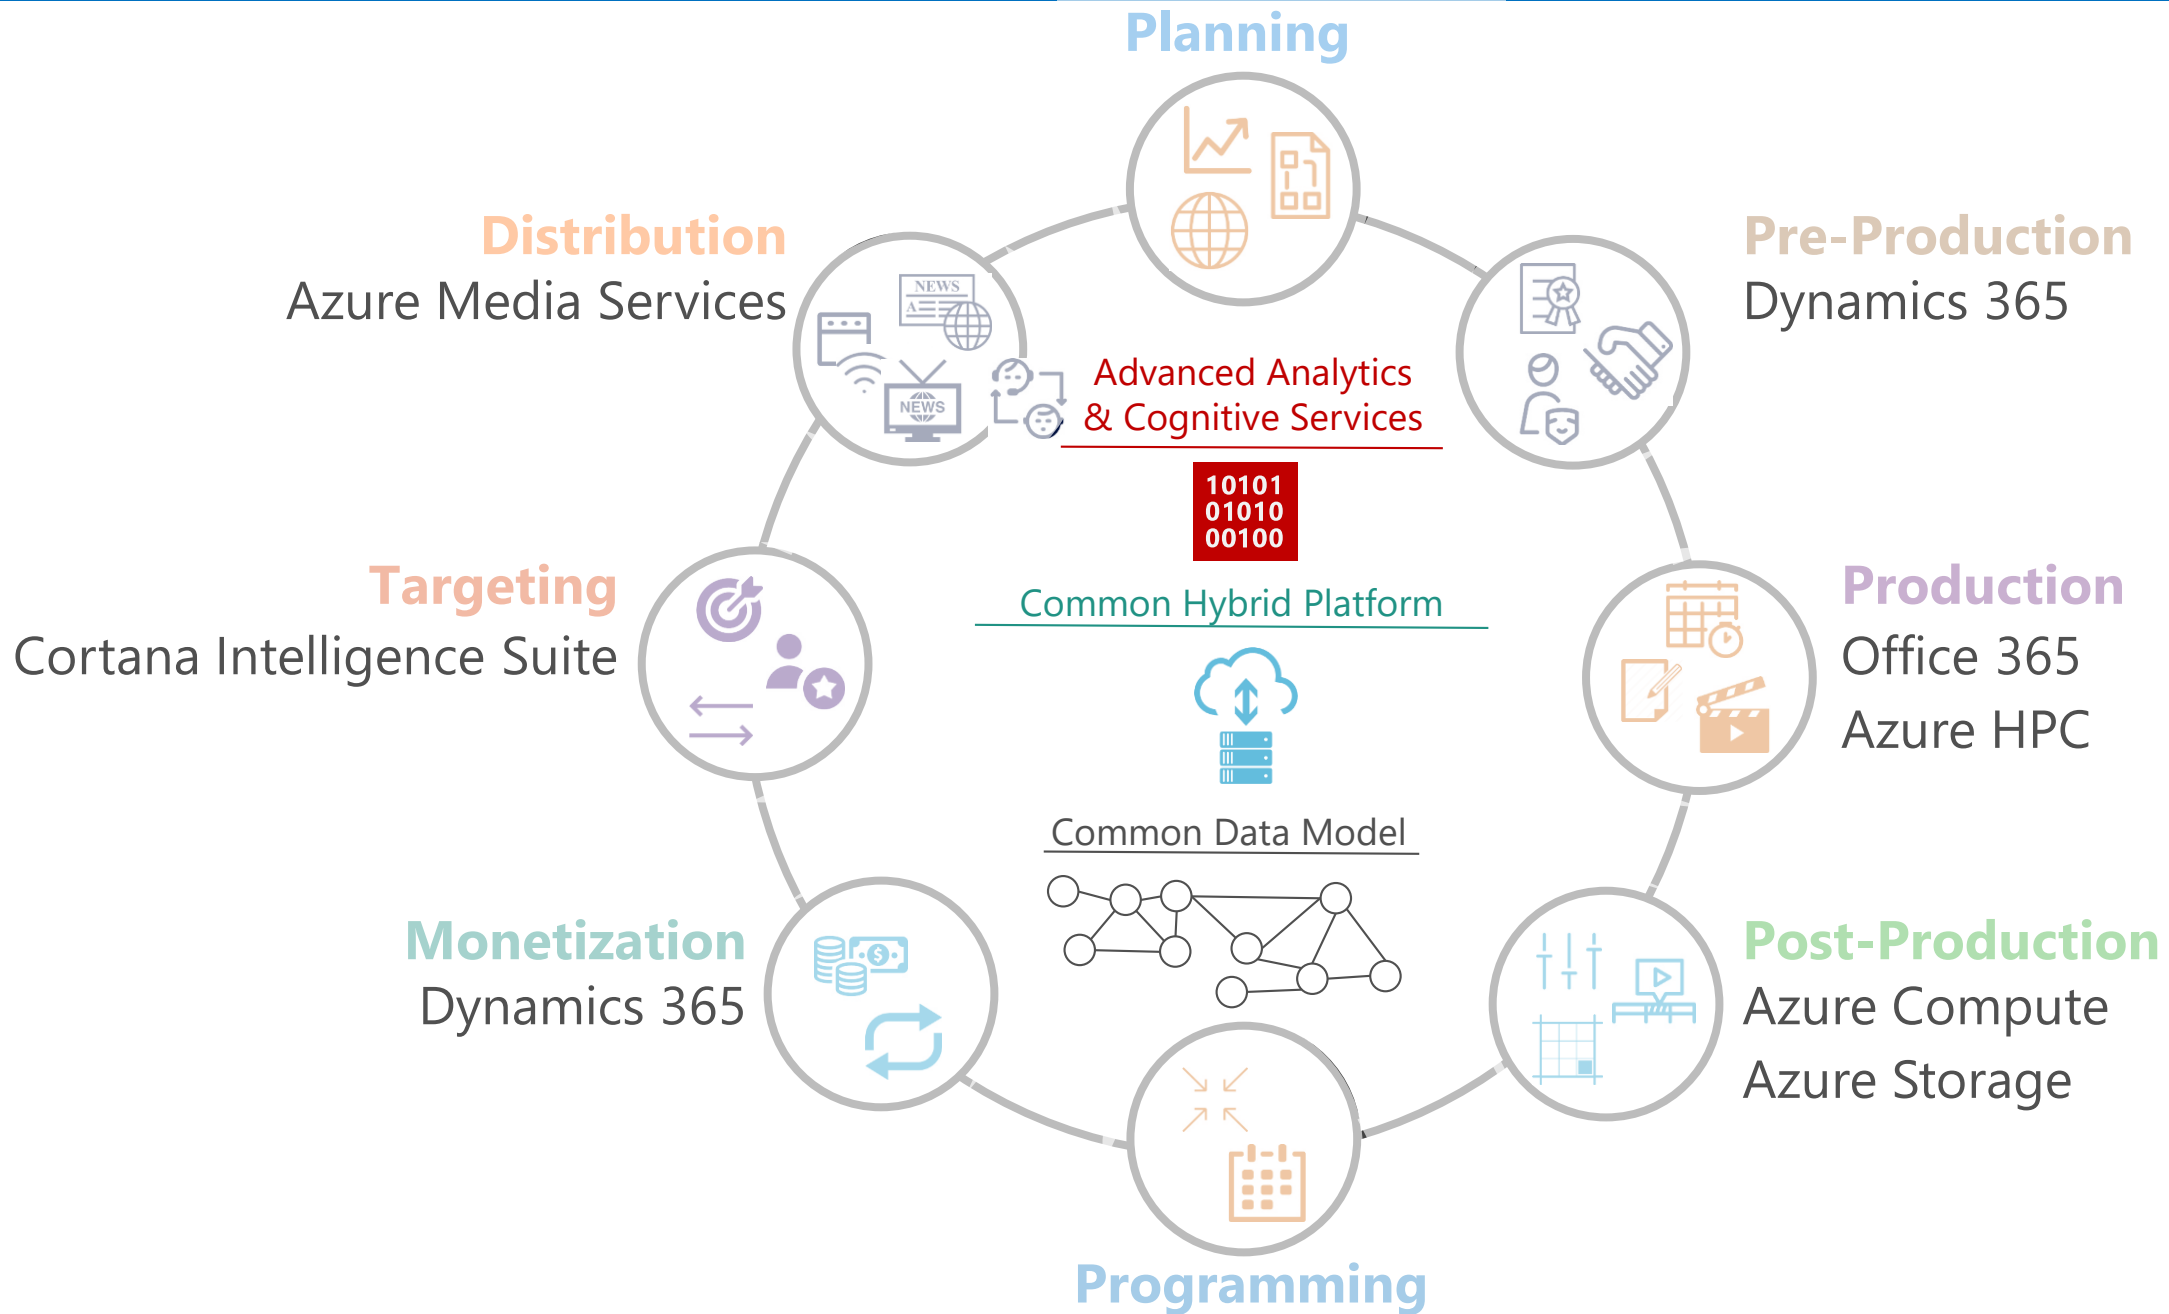 Planning
Distribution
Azure Media Services
Pre-Production
Dynamics 365
NEWS
A
NEWS
Advanced Analytics
& Cognitive Services
10101
01010
00100
Targeting
Cortana Intelligence Suite
Common Hybrid Platform
Production
Office 365
Azure HPC
Common Data Model
Monetization
Dynamics 365
$
Post-Production
Azure Compute
Azure Storage
Programming